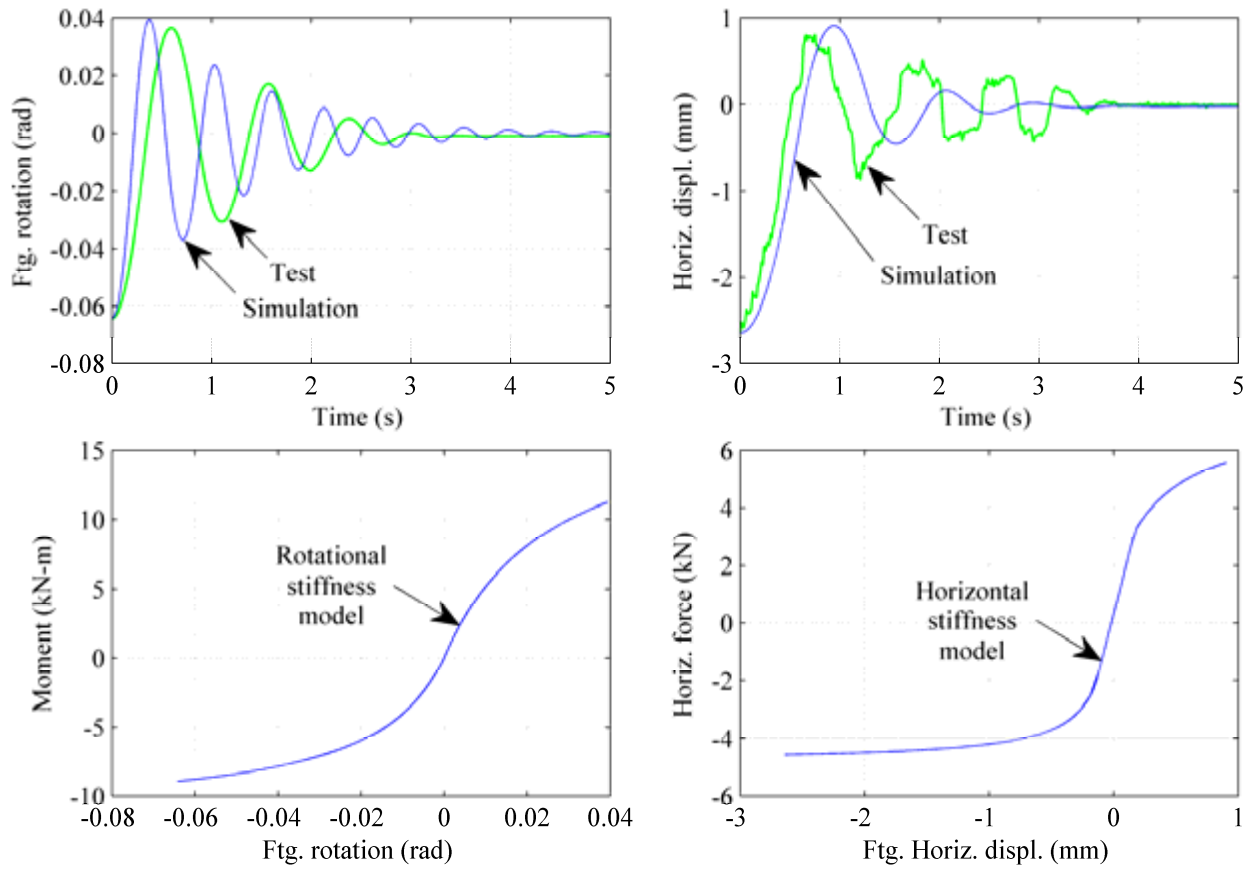 0.04
0.02
0
-0.02
-0.04
-0.06
-0.08
Ftg. rotation (rad)
Test
Simulation
0 1 2 3 4 5
Time (s)
1
0
-1
-2
-3
Horiz. displ. (mm)
Test
Simulation
0 1 2 3 4 5
Time (s)
15
10
5
0
-5
-10
Moment (kN-m)
Rotational
stiffness
model
-0.08 -0.06 -0.04 -0.02 0 0.02 0.04
Ftg. rotation (rad)
6
4
2
0
-2
-4
-6
Horiz. force (kN)
Horizontal
stiffness
model
-3 -2 -1 0 1
Ftg. Horiz. displ. (mm)